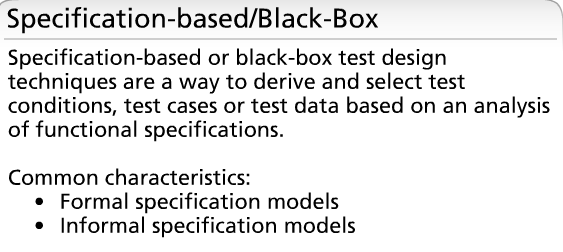 Specification-based/Black-Box
Specification-based or black-box test design
techniques are a way to derive and select test
conditions, test cases or test data based on an analysis
of functional specifications.
Common characteristics:
• Formal specification models
• Informal specification models